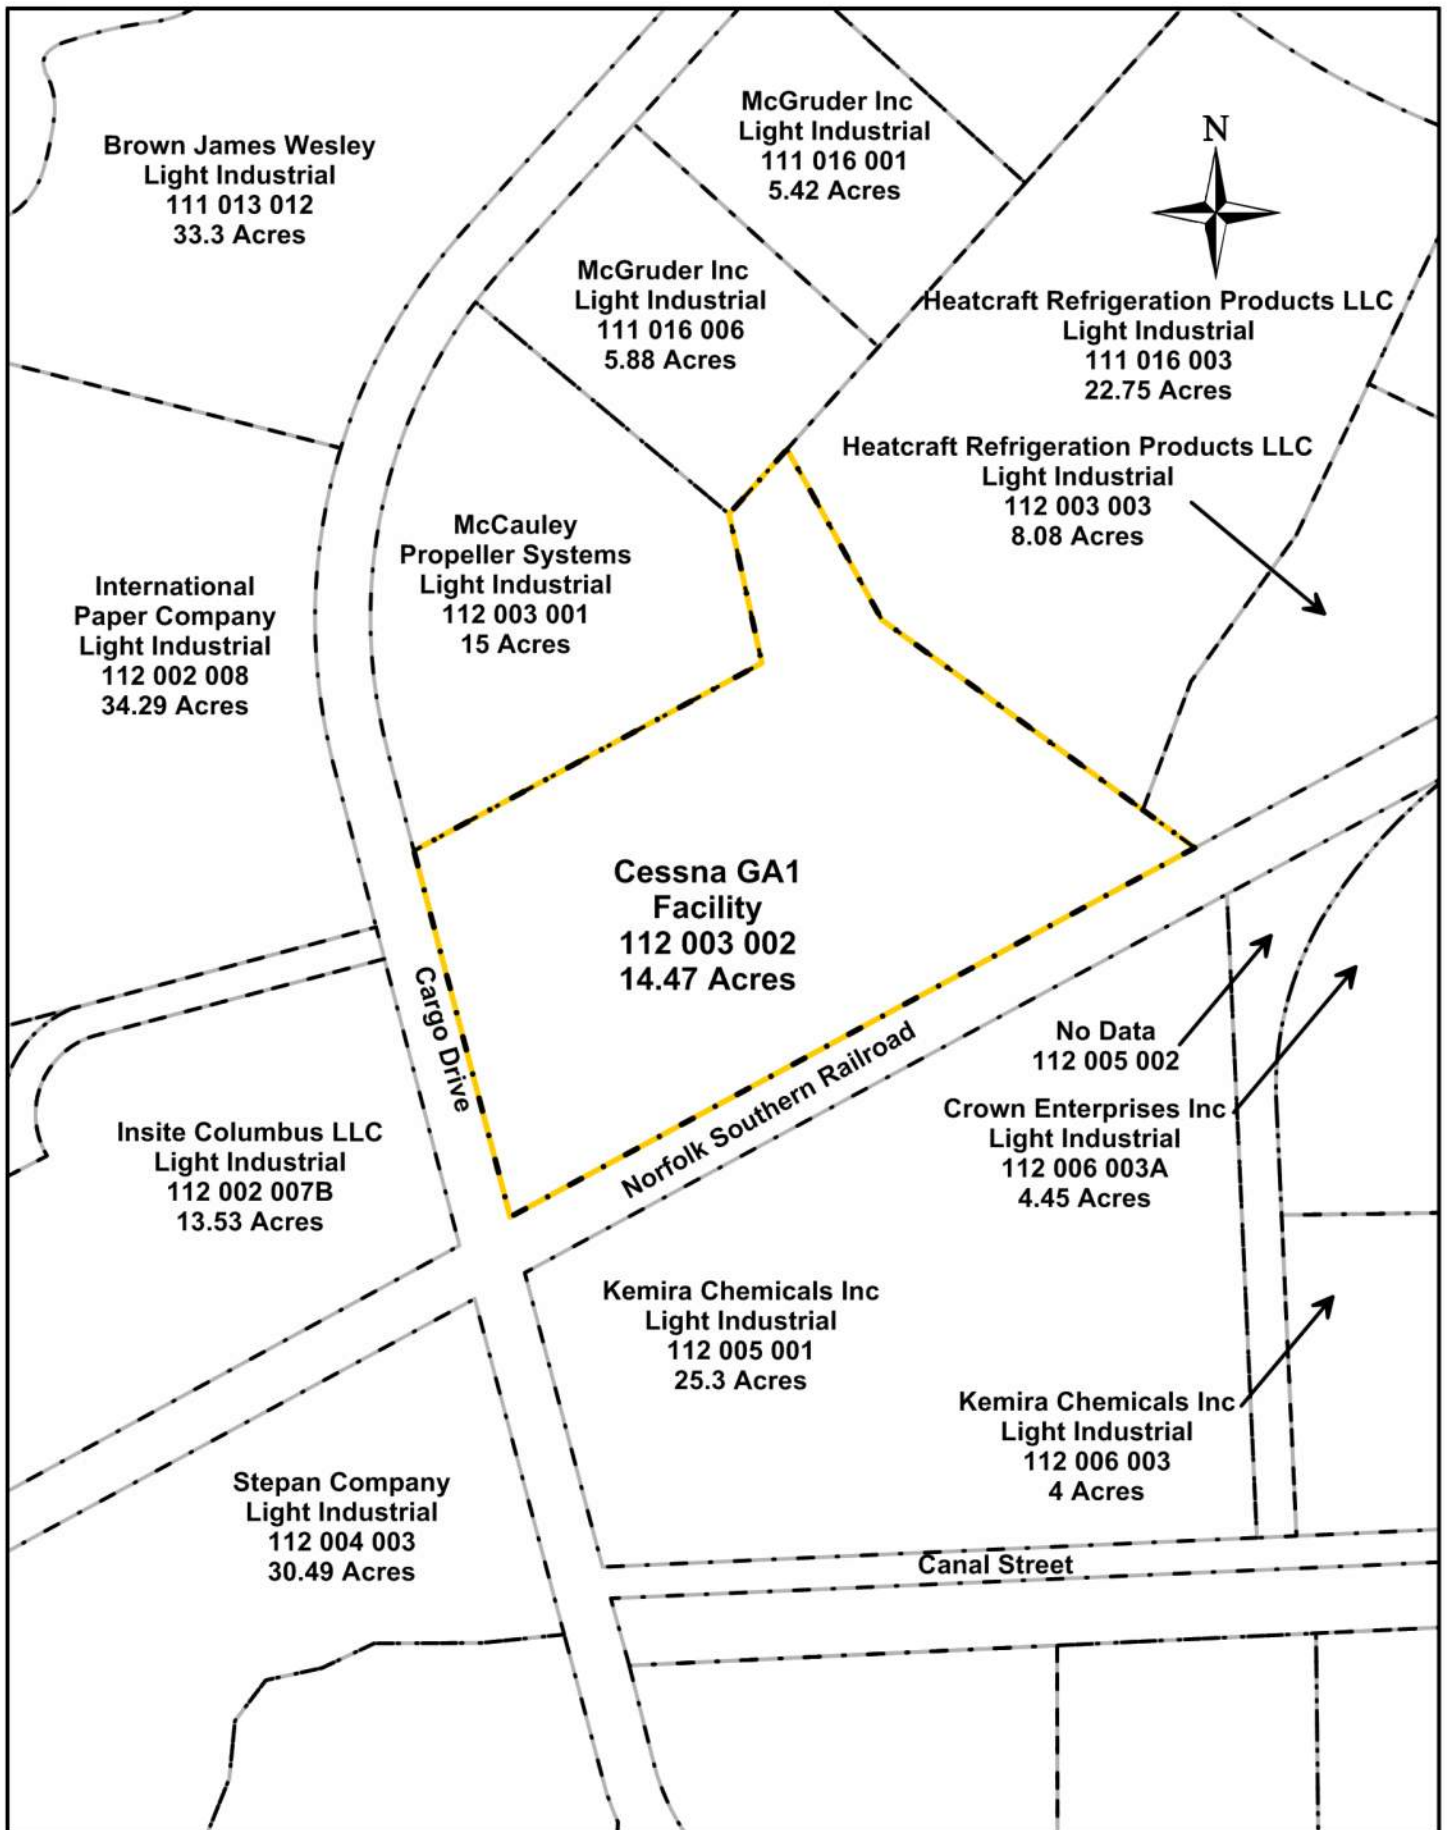 McGruder Inc
Light Industrial
111 016 001
5.42 Acres
N
Brown James Wesley
Light Industrial
111 013 012
33.3 Acres
McGruder Inc
Light Industrial
111 016 006
5.88 Acres
Heatcraft Refrigeration Products LLC
Light Industrial
111 016 003
22.75 Acres
Heatcraft Refrigeration Products LLC
Light Industrial
112 003 003
8.08 Acres
McCauley
Propeller Systems
Light Industrial
112 003 001
15 Acres
International
Paper Company
Light Industrial
112 002 008
34.29 Acres
Cessna GA1
Facility
112 003 002
14.47 Acres
Cargo Drive
Norfolk Southern Railroad
No Data
112 005 002
Crown Enterprises Inc
Light Industrial
112 006 003A
4.45 Acres
Insite Columbus LLC
Light Industrial
112 002 007B
13.53 Acres
Kemira Chemicals Inc
Light Industrial
112 005 001
25.3 Acres
Kemira Chemicals Inc
Light Industrial
112 006 003
4 Acres
Stepan Company
Light Industrial
112 004 003
30.49 Acres
Canal Street